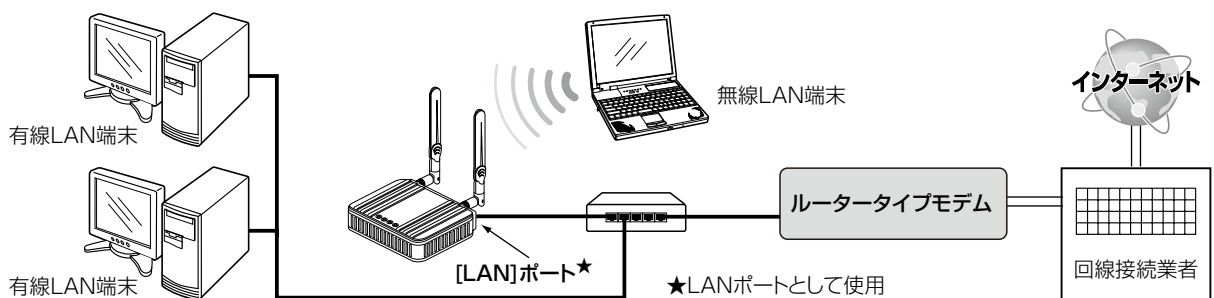 有線LAN端末
無線LAN端末
インターネット
有線LAN端末
[LAN]ポート★
ルータータイプモデム
★LANポートとして使用
回線接続業者